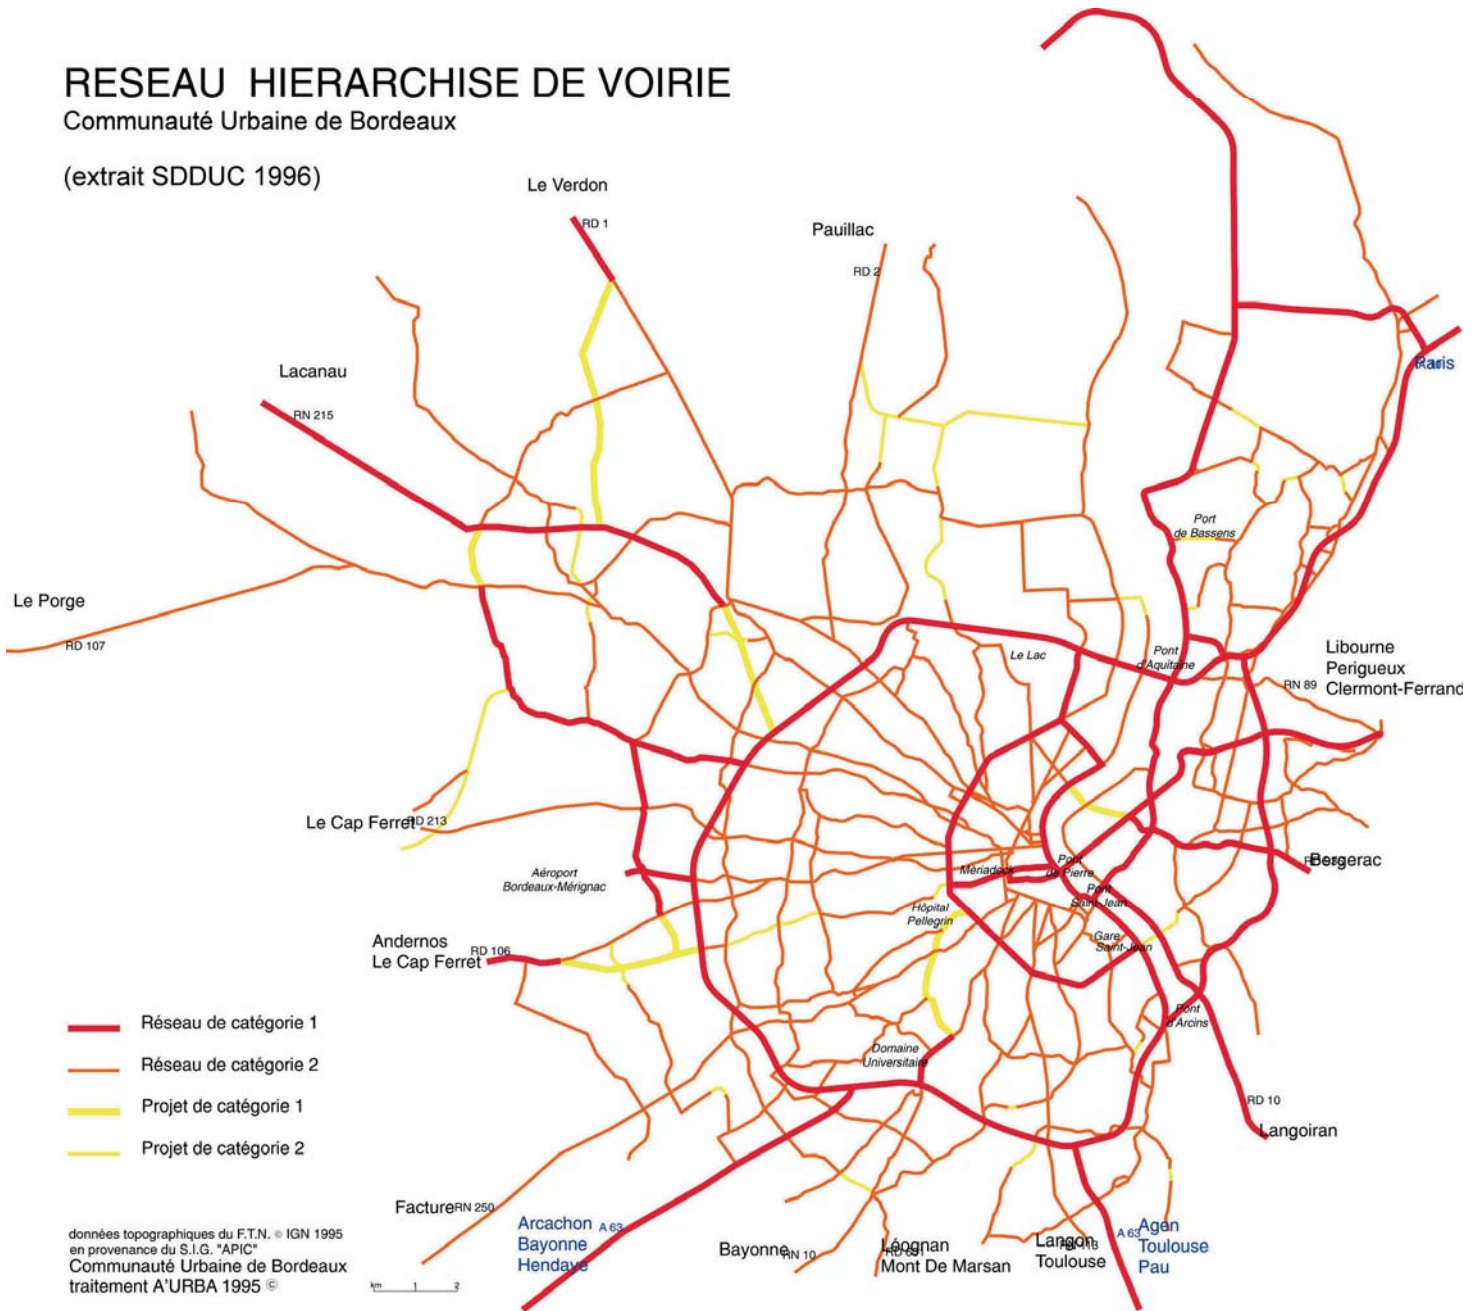 RESEAU HIERARCHISE DE VOIRIE
Communauté Urbaine de Bordeaux
(extrait SDDUC 1996)
Le Verdon
RD 1
Pauillac
RD 2
Lacanau
RN 215
Paris
Port
de Bassens
Le Porge
RD 107
Le Lac
Pont
d'Aquitaine
Libourne
Perigueux
Clermont-Ferrand
RN 89
Le Cap Ferret
RD 213
Aéroport
Bordeaux-Mérignac
Mériadeck
Pont
de Pierre
Bergerac
Pont
Saint-Jean
Hôpital
Pellegrin
Gare
Saint-Jean
Andernos
Le Cap Ferret
RD 106
Pont
d'Arcins
Domaine
Universitaire
Réseau de catégorie 1
Réseau de catégorie 2
Projet de catégorie 1
Projet de catégorie 2
RD 10
Langoiran
Facture
RN 250
Arcachon
Bayonne
Hendaye
A 63
Bayonne
RN 10
Léognan
Mont De Marsan
Langon
Toulouse
A 63
Agen
Toulouse
Pau
données topographiques du F.T.N. © IGN 1995
en provenance du S.I.G. "APIC"
Communauté Urbaine de Bordeaux
traitement A'URBA 1995 ©
km 1 2